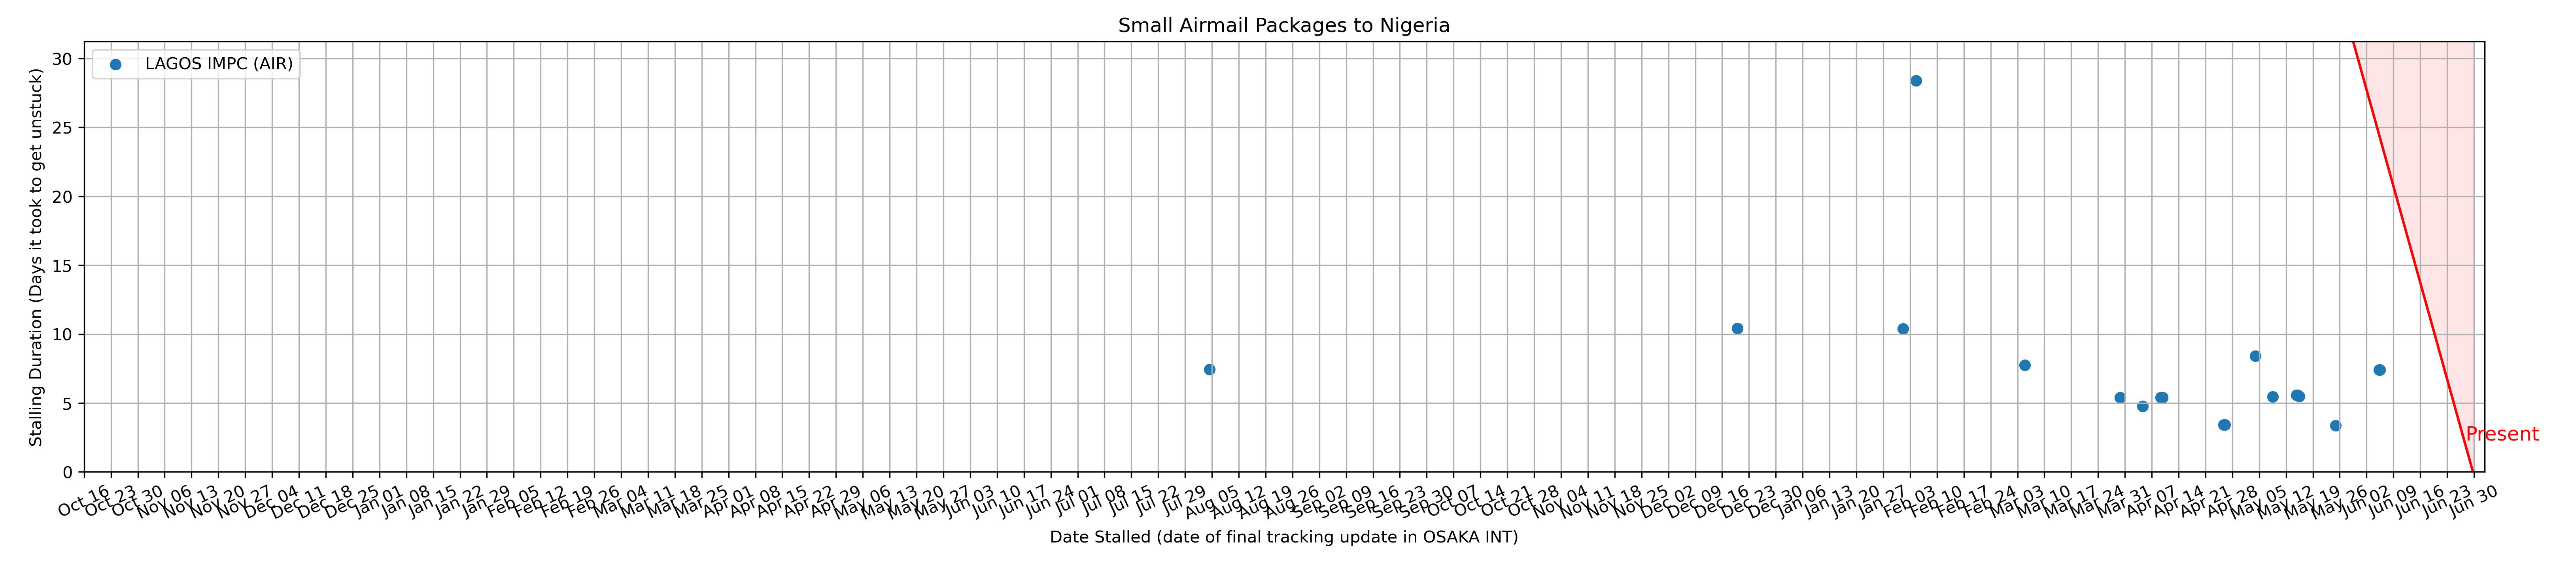 Small Airmail Packages to Nigeria
LAGOS IMPC (AIR)
Stalling Duration (Days it took to get unstuck)
30
25
20
15
10
5
0
Present
Oct 16 Oct 23 Oct 30 Nov 06 Nov 13 Nov 20 Nov 27 Dec 04 Dec 11 Dec 18 Dec 25 Jan 01 Jan 08 Jan 15 Jan 22 Jan 29 Feb 05 Feb 12 Feb 19 Feb 26 Mar 04 Mar 11 Mar 18 Mar 25 Apr 01 Apr 08 Apr 15 Apr 22 Apr 29 May 06 May 13 May 20 May 27 Jun 03 Jun 10 Jun 17 Jun 24 Jul 01 Jul 08 Jul 15 Jul 22 Jul 29 Aug 05 Aug 12 Aug 19 Aug 26 Sep 02 Sep 09 Sep 16 Sep 23 Sep 30 Oct 07 Oct 14 Oct 21 Oct 28 Nov 04 Nov 11 Nov 18 Nov 25 Dec 02 Dec 09 Dec 16 Dec 23 Dec 30 Jan 06 Jan 13 Jan 20 Jan 27 Feb 03 Feb 10 Feb 17 Feb 24 Mar 03 Mar 10 Mar 17 Mar 24 Mar 31 Apr 07 Apr 14 Apr 21 Apr 28 May 05 May 12 May 19 May 26 Jun 02 Jun 09 Jun 16 Jun 23 Jun 30
Date Stalled (date of final tracking update in OSAKA INT)